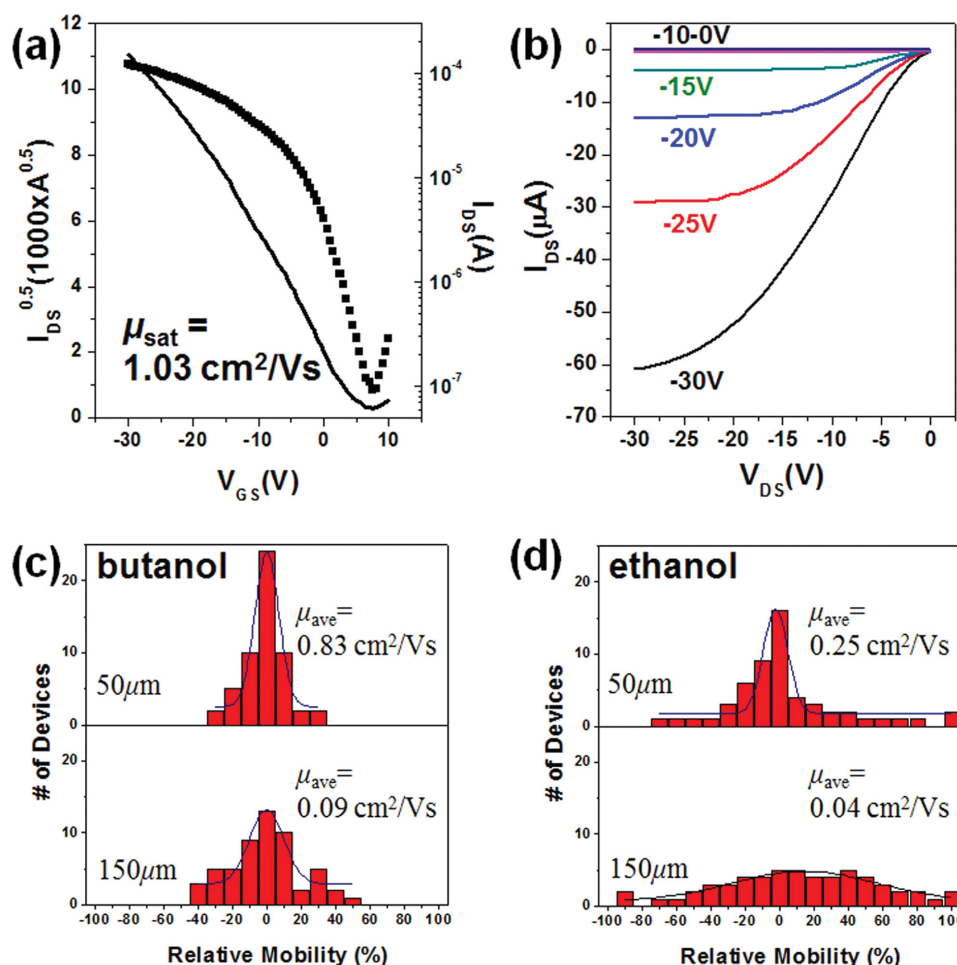 (a)
12
10
8
6
4
2
0
I_DS^0.5(1000xA^0.5)
10^-4
10^-5
10^-6
10^-7
I_DS(A)
μ_sat =
1.03 cm²/Vs
-30 -20 -10 0 10
V_GS(V)
(b)
0
-10
-20
-30
-40
-50
-60
-70
I_DS(μA)
-10-0V
-15V
-20V
-25V
-30V
-30 -25 -20 -15 -10 -5 0
V_DS(V)
(c) butanol
20
10
0
μ_ave=
0.83 cm²/Vs
50μm
# of Devices
20
10
0
μ_ave=
0.09 cm²/Vs
150μm
-100 -80 -60 -40 -20 0 20 40 60 80 100
Relative Mobility (%)
(d) ethanol
20
10
0
μ_ave=
0.25 cm²/Vs
50μm
# of Devices
20
10
0
μ_ave=
0.04 cm²/Vs
150μm
-100 -80 -60 -40 -20 0 20 40 60 80 100
Relative Mobility (%)